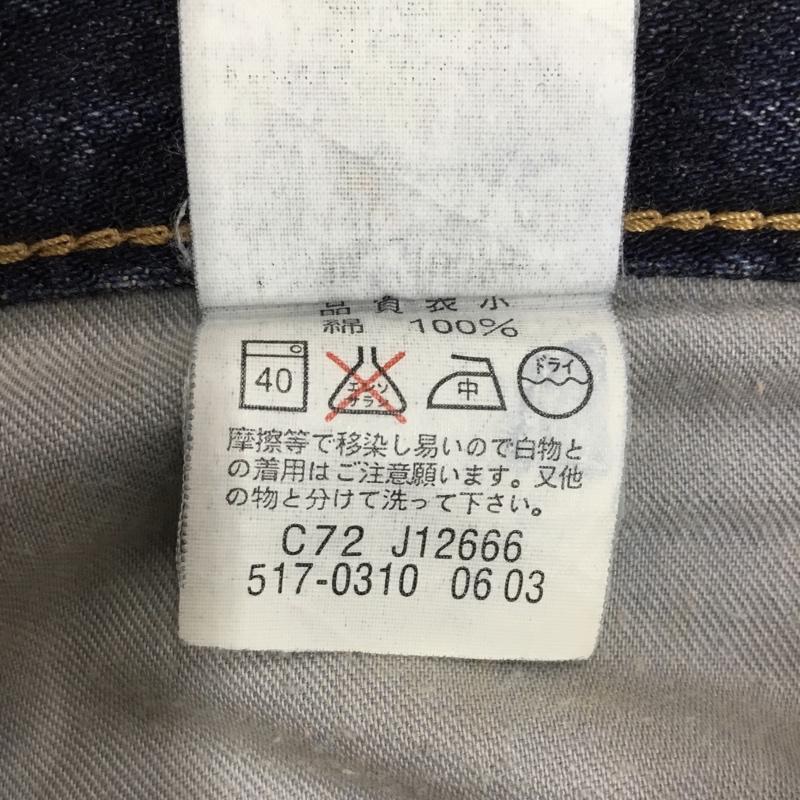 品質表示
綿 100%
40 エンソサラシ 中 ドライ
摩擦等で移染し易いので白物と
の着用はご注意願います。又他
の物と分けて洗って下さい。
C72 J12666
517-0310 06 03